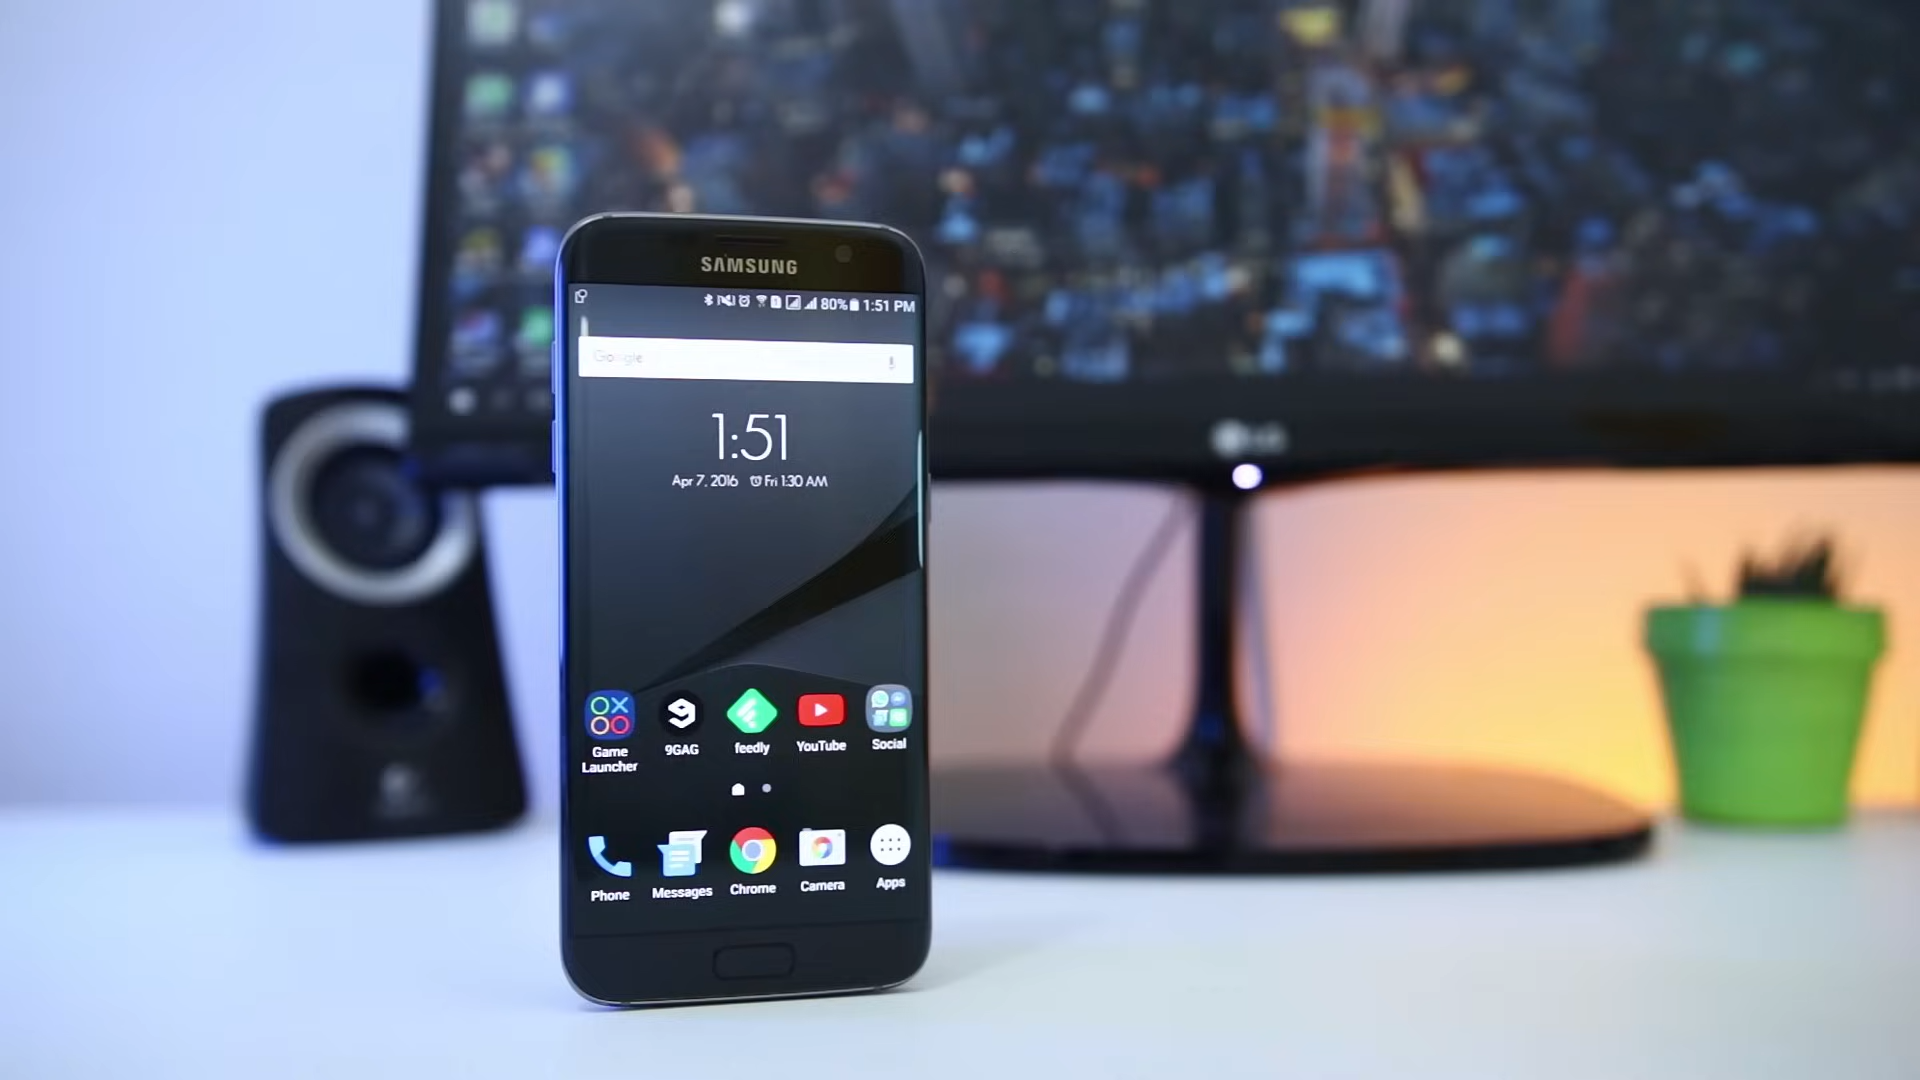 SAMSUNG
80% 1:51 PM
Google
1:51
Apr 7, 2016 Fri 1:30 AM
Game Launcher
9GAG
feedly
YouTube
Social
Phone
Messages
Chrome
Camera
Apps
LG